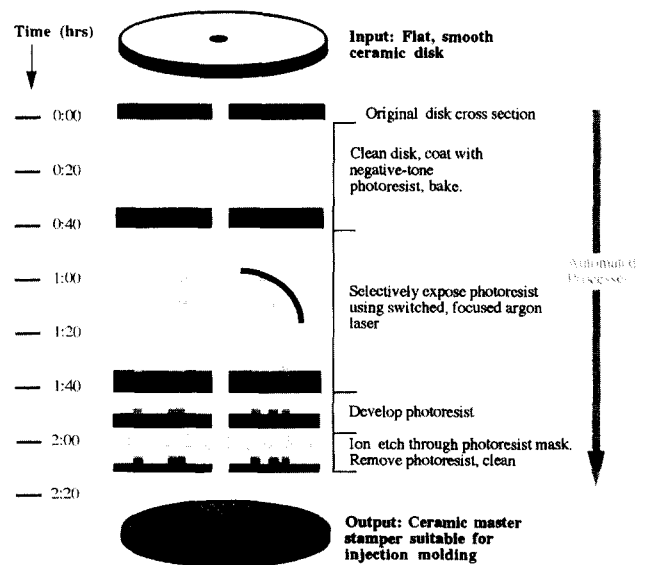 Time (hrs)
Input: Flat, smooth
ceramic disk
0:00
Original disk cross section
Clean disk, coat with
negative-tone
photoresist, bake.
0:20
0:40
1:00
Automated
Processes
Selectively expose photoresist
using switched, focused argon
laser
1:20
1:40
Develop photoresist
2:00
Ion etch through photoresist mask.
Remove photoresist, clean
2:20
Output: Ceramic master
stamper suitable for
injection molding